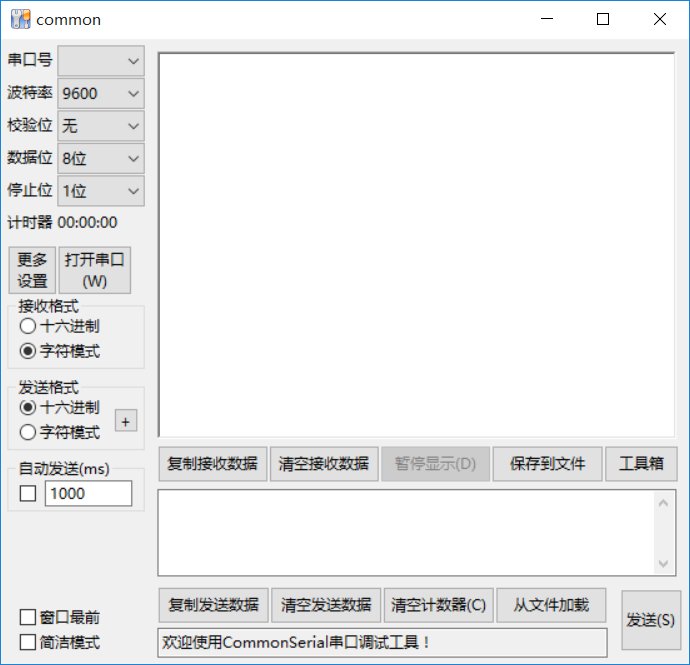 common
串口号
波特率 9600
校验位 无
数据位 8位
停止位 1位
计时器 00:00:00
更多
设置
打开串口
(W)
接收格式
十六进制
字符模式
发送格式
十六进制
字符模式
+
自动发送(ms)
1000
窗口最前
简洁模式
复制接收数据 清空接收数据 暂停显示(D) 保存到文件 工具箱
复制发送数据 清空发送数据 清空计数器(C) 从文件加载
发送(S)
欢迎使用CommonSerial串口调试工具！